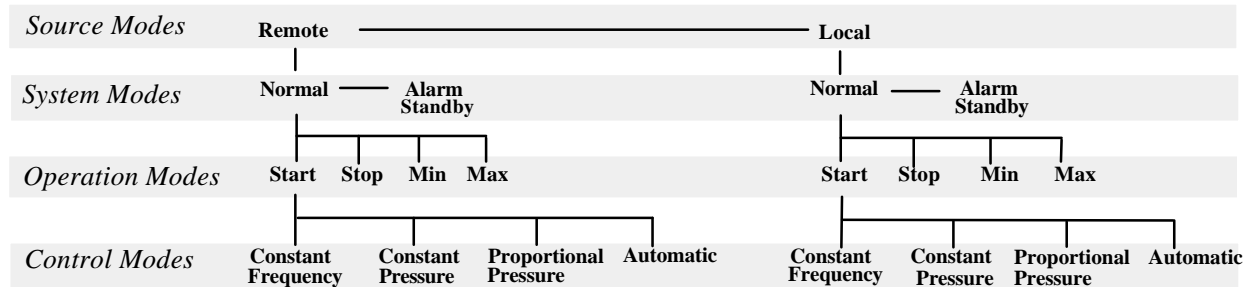 Source Modes Remote Local
System Modes Normal Alarm Standby Normal Alarm Standby
Operation Modes Start Stop Min Max Start Stop Min Max
Control Modes Constant Frequency Constant Pressure Proportional Pressure Automatic Constant Frequency Constant Pressure Proportional Pressure Automatic